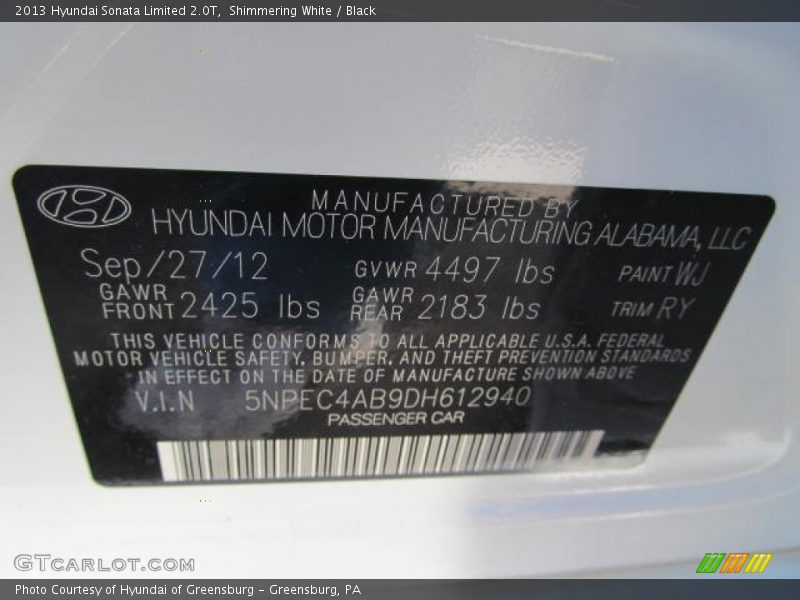 2013 Hyundai Sonata Limited 2.0T,  Shimmering White / Black
MANUFACTURED BY
HYUNDAI MOTOR MANUFACTURING ALABAMA, LLC
Sep/27/12 GVWR 4497 lbs PAINT WJ
GAWR FRONT 2425 lbs GAWR REAR 2183 lbs TRIM RY
THIS VEHICLE CONFORMS TO ALL APPLICABLE U.S.A. FEDERAL
MOTOR VEHICLE SAFETY, BUMPER, AND THEFT PREVENTION STANDARDS
IN EFFECT ON THE DATE OF MANUFACTURE SHOWN ABOVE
V.I.N 5NPEC4AB9DH612940
PASSENGER CAR
GTCARLOT.COM
Photo Courtesy of Hyundai of Greensburg - Greensburg, PA